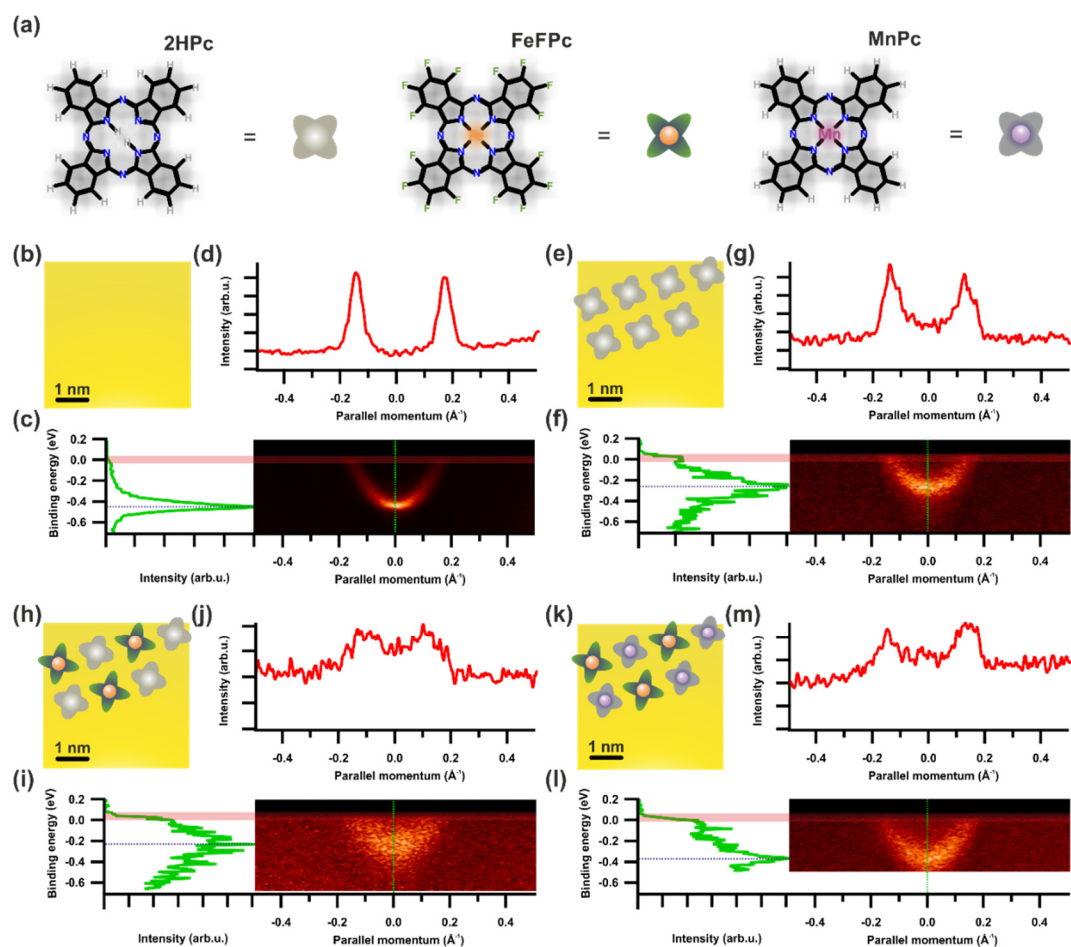 (a)
2HPc FeFPc MnPc
H H H H H H H H H H H H H H H H
N N N N N N N N
H H
=
F F F F F F F F F F F F F F F F
N N N N N N N N
=
H H H H H H H H H H H H H H H H
N N N N N N N N
Mn
=
(b)
1 nm
(d)
Intensity (arb.u.)
-0.4 -0.2 0.0 0.2 0.4
Parallel momentum (Å⁻¹)
(e)
1 nm
(g)
Intensity (arb.u.)
-0.4 -0.2 0.0 0.2 0.4
Parallel momentum (Å⁻¹)
(c)
Binding energy (eV)
0.2
0.0
-0.2
-0.4
-0.6
-0.4 -0.2 0.0 0.2 0.4
Intensity (arb.u.) Parallel momentum (Å⁻¹)
(f)
Binding energy (eV)
0.2
0.0
-0.2
-0.4
-0.6
-0.4 -0.2 0.0 0.2 0.4
Intensity (arb.u.) Parallel momentum (Å⁻¹)
(h)
1 nm
(j)
Intensity (arb.u.)
-0.4 -0.2 0.0 0.2 0.4
Parallel momentum (Å⁻¹)
(k)
1 nm
(m)
Intensity (arb.u.)
-0.4 -0.2 0.0 0.2 0.4
Parallel momentum (Å⁻¹)
(i)
Binding energy (eV)
0.2
0.0
-0.2
-0.4
-0.6
-0.4 -0.2 0.0 0.2 0.4
Intensity (arb.u.) Parallel momentum (Å⁻¹)
(l)
Binding energy (eV)
0.2
0.0
-0.2
-0.4
-0.6
-0.4 -0.2 0.0 0.2 0.4
Intensity (arb.u.) Parallel momentum (Å⁻¹)